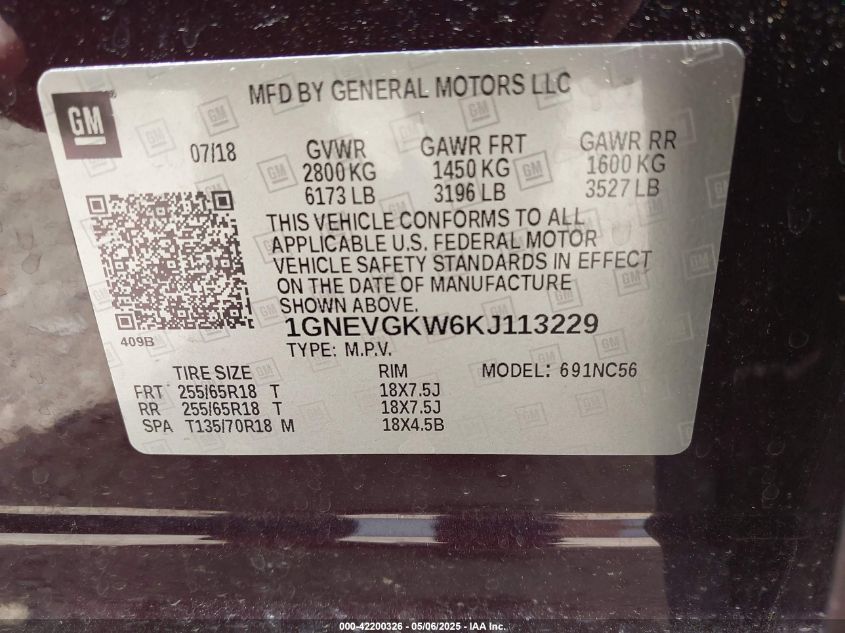 MFD BY GENERAL MOTORS LLC
GM
07/18 GVWR GAWR FRT GAWR RR
2800 KG 1450 KG 1600 KG
6173 LB 3196 LB 3527 LB
THIS VEHICLE CONFORMS TO ALL
APPLICABLE U.S. FEDERAL MOTOR
VEHICLE SAFETY STANDARDS IN EFFECT
ON THE DATE OF MANUFACTURE
SHOWN ABOVE.
409B
1GNEVGKW6KJ113229
TYPE: M.P.V.
TIRE SIZE RIM MODEL: 691NC56
FRT 255/65R18 T 18X7.5J
RR 255/65R18 T 18X7.5J
SPA T135/70R18 M 18X4.5B
000-42200326 - 05/06/2025 - IAA, Inc.